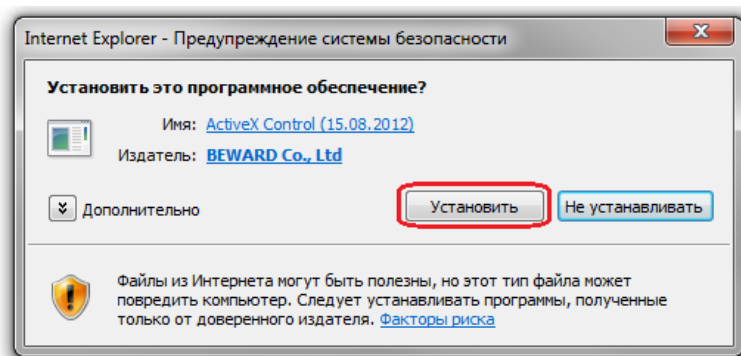 Internet Explorer - Предупреждение системы безопасности
Установить это программное обеспечение?
Имя: ActiveX Control (15.08.2012)
Издатель: BEWARD Co., Ltd
Дополнительно
Установить
Не устанавливать
Файлы из Интернета могут быть полезны, но этот тип файла может
повредить компьютер. Следует устанавливать программы, полученные
только от доверенного издателя. Факторы риска